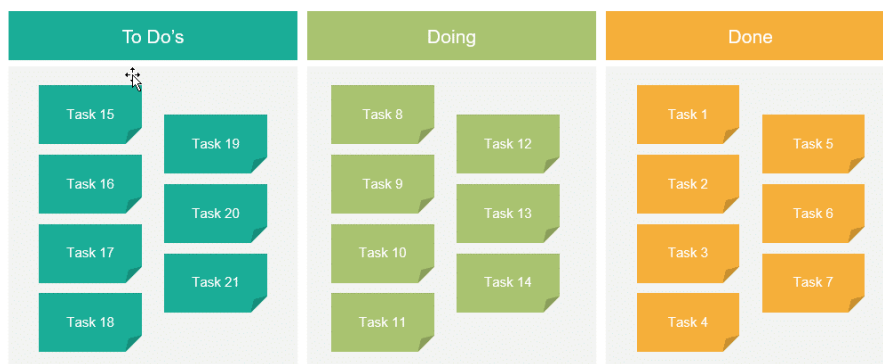 To Do's
Task 15
Task 16
Task 17
Task 18
Task 19
Task 20
Task 21
Doing
Task 8
Task 9
Task 10
Task 11
Task 12
Task 13
Task 14
Done
Task 1
Task 2
Task 3
Task 4
Task 5
Task 6
Task 7